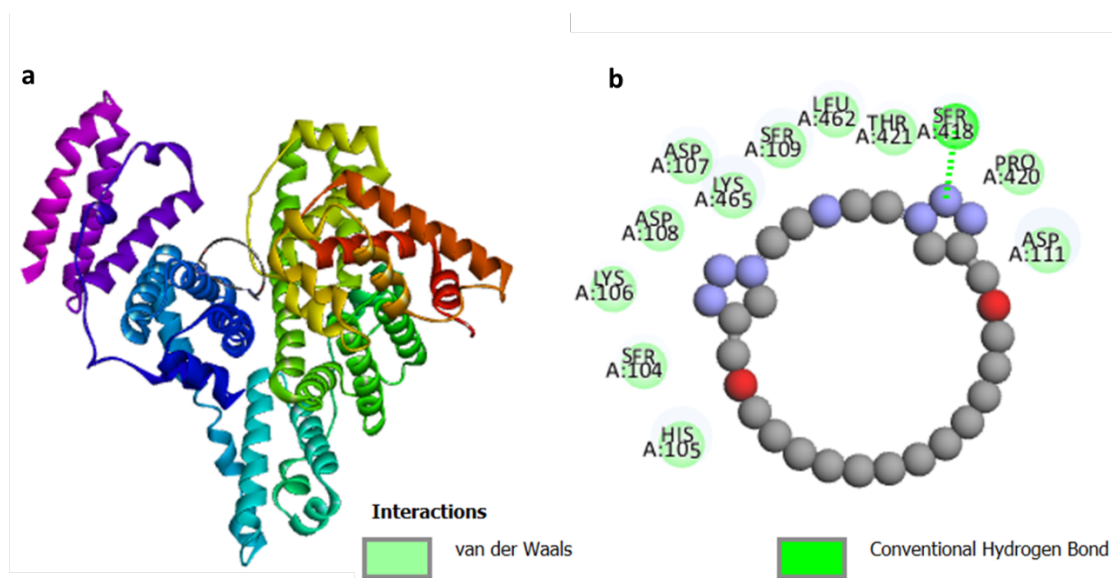 a
b
LEU
A:462
THR
A:421
SER
A:418
SER
A:109
ASP
A:107
LYS
A:465
PRO
A:420
ASP
A:108
ASP
A:111
LYS
A:106
SER
A:104
HIS
A:105
Interactions
van der Waals
Conventional Hydrogen Bond